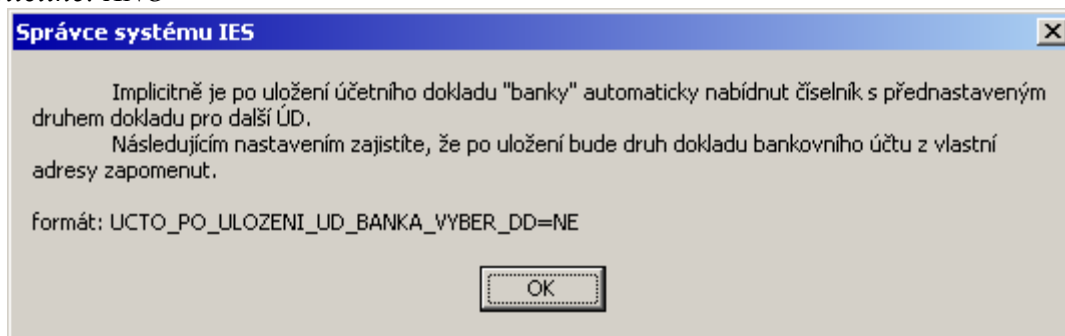 Správce systému IES
Implicitně je po uložení účetního dokladu "banky" automaticky nabídnut číselník s přednastaveným
druhem dokladu pro další ÚD.
Následujícím nastavením zajistíte, že po uložení bude druh dokladu bankovního účtu z vlastní
adresy zapomenut.
formát: UCTO_PO_ULOZENI_UD_BANKA_VYBER_DD=NE
OK